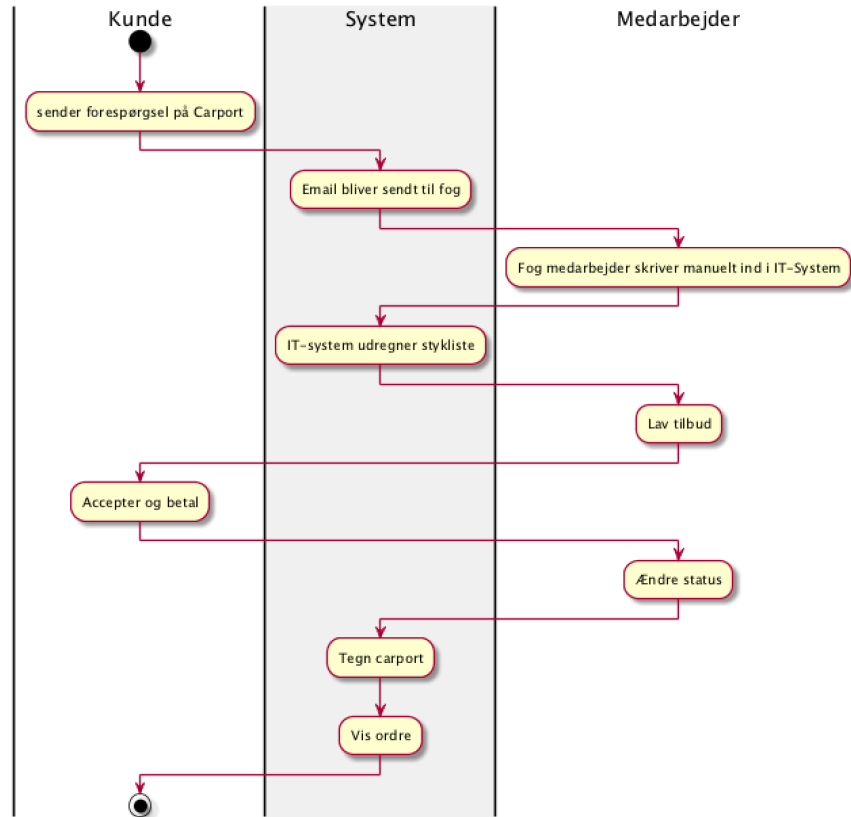 Kunde
System
Medarbejder
sender forespørgsel på Carport
Email bliver sendt til fog
Fog medarbejder skriver manuelt ind i IT-System
IT-system udregner stykliste
Lav tilbud
Accepter og betal
Ændre status
Tegn carport
Vis ordre